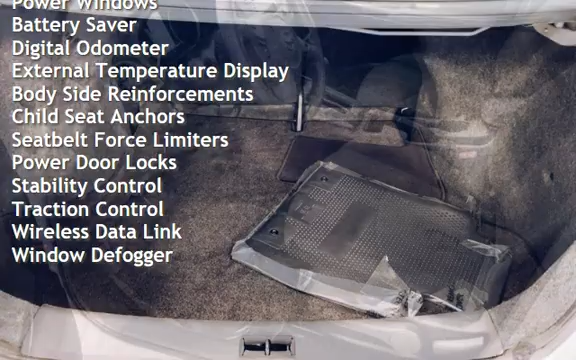 Power Windows
Battery Saver
Digital Odometer
External Temperature Display
Body Side Reinforcements
Child Seat Anchors
Seatbelt Force Limiters
Power Door Locks
Stability Control
Traction Control
Wireless Data Link
Window Defogger